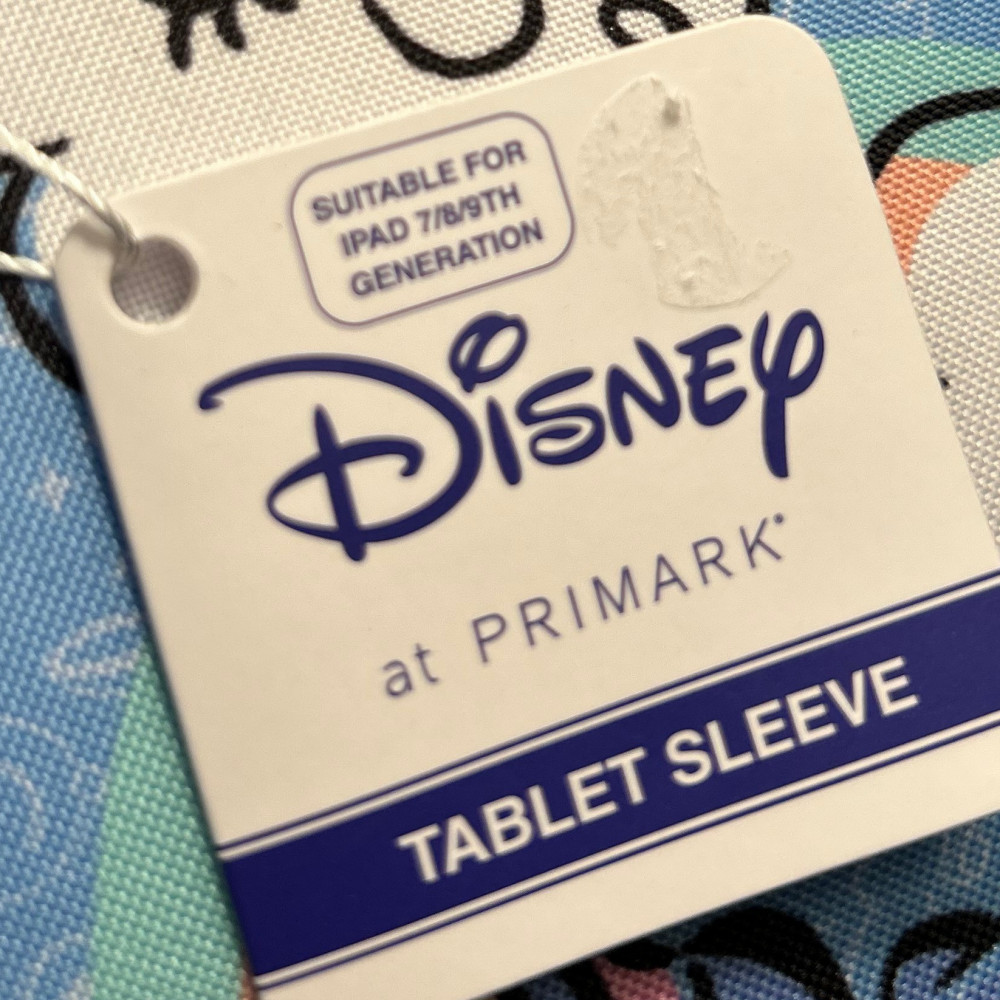 SUITABLE FOR
IPAD 7/8/9TH
GENERATION
Disney
at PRIMARK
TABLET SLEEVE